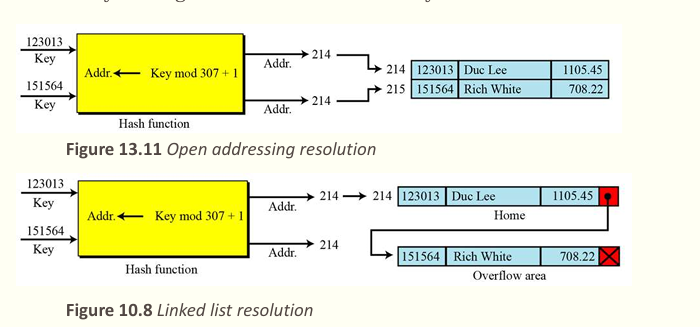 123013
Key
151564
Key
Addr. Key mod 307 + 1
Hash function
Addr.
214
Addr.
214
214 123013 Duc Lee 1105.45
215 151564 Rich White 708.22
Figure 13.11 Open addressing resolution
123013
Key
151564
Key
Addr. Key mod 307 + 1
Hash function
Addr.
214
Addr.
214
214 123013 Duc Lee 1105.45
Home
151564 Rich White 708.22
Overflow area
Figure 10.8 Linked list resolution